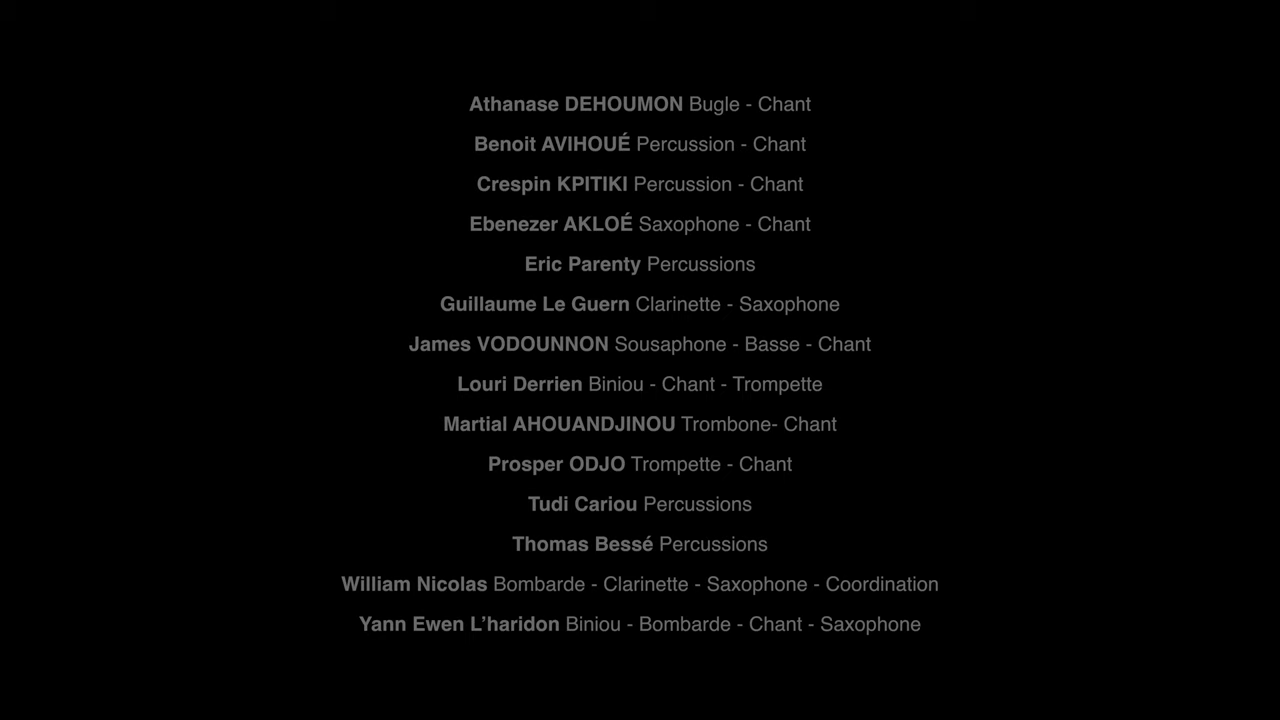 Athanase DEHOUMON Bugle - Chant
Benoit AVIHOUÉ Percussion - Chant
Crespin KPITIKI Percussion - Chant
Ebenezer AKLOÉ Saxophone - Chant
Eric Parenty Percussions
Guillaume Le Guern Clarinette - Saxophone
James VODOUNNON Sousaphone - Basse - Chant
Louri Derrien Biniou - Chant - Trompette
Martial AHOUANDJINOU Trombone- Chant
Prosper ODJO Trompette - Chant
Tudi Cariou Percussions
Thomas Bessé Percussions
William Nicolas Bombarde - Clarinette - Saxophone - Coordination
Yann Ewen L’haridon Biniou - Bombarde - Chant - Saxophone